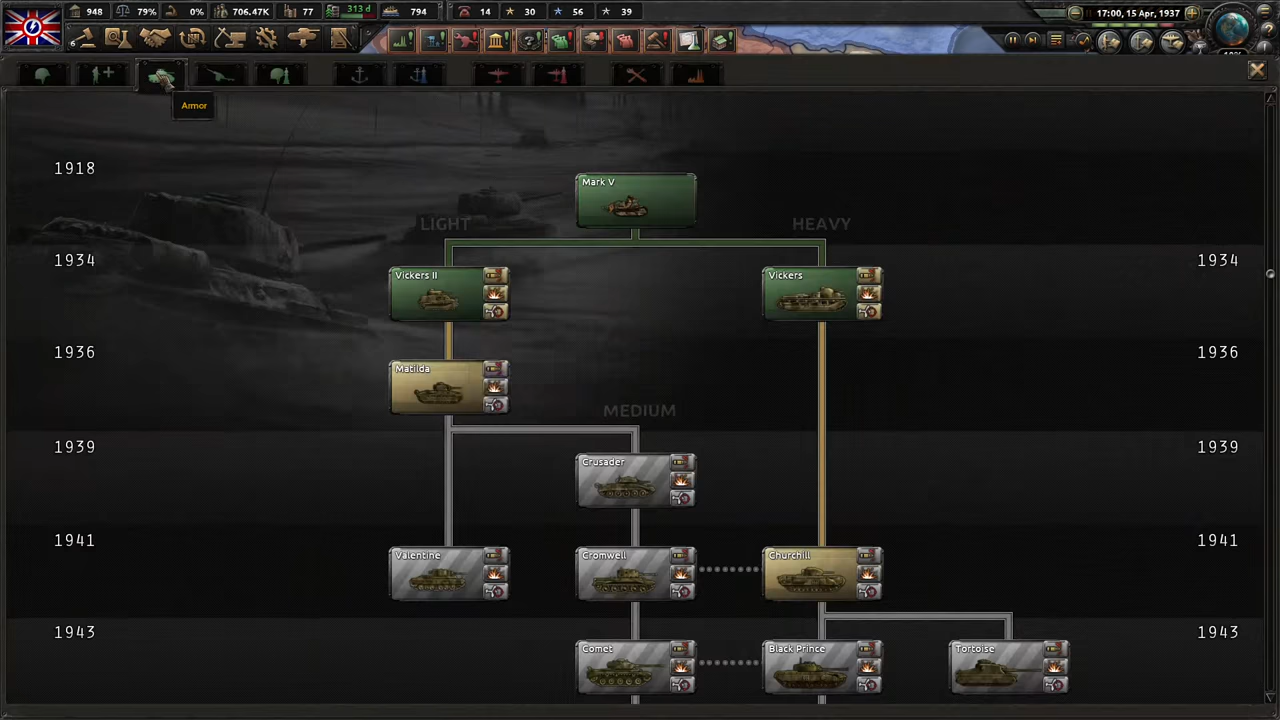 948 79% 0% 706.47K 77 313 d 794 14 30 56 39 17:00, 15 Apr, 1937
Armor
1918
Mark V
LIGHT HEAVY
1934 1934
Vickers II Vickers
1936 1936
Matilda
MEDIUM
1939 1939
Crusader
1941 1941
Valentine Cromwell Churchill
1943 1943
Comet Black Prince Tortoise